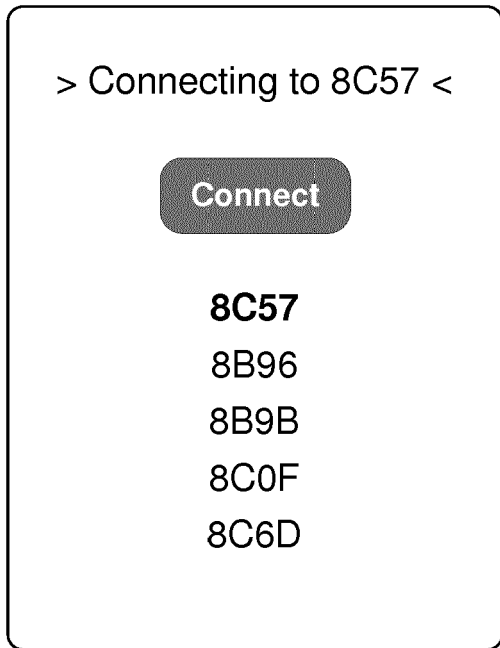 > Connecting to 8C57 <
Connect
8C57
8B96
8B9B
8C0F
8C6D